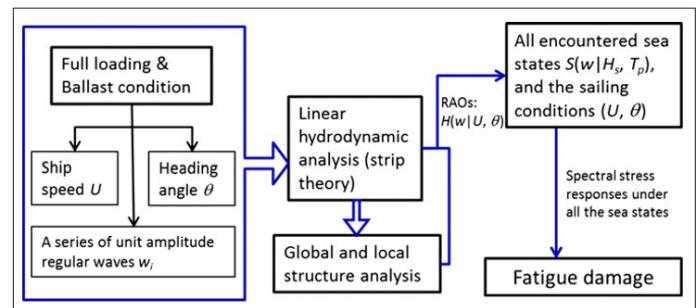 Full loading &
Ballast condition
Ship
speed U
Heading
angle θ
A series of unit amplitude
regular waves wi
Linear
hydrodynamic
analysis (strip
theory)
Global and local
structure analysis
RAOs:
H(w|U, θ)
All encountered sea
states S(w|Hs, Tp),
and the sailing
conditions (U, θ)
Spectral stress
responses under
all the sea states
Fatigue damage